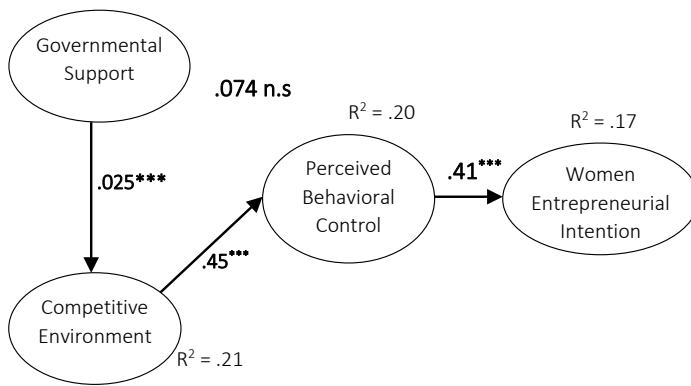 Governmental
Support
.074 n.s
R² = .20
R² = .17
.025***
Perceived
Behavioral
Control
.41***
Women
Entrepreneurial
Intention
.45***
Competitive
Environment
R² = .21